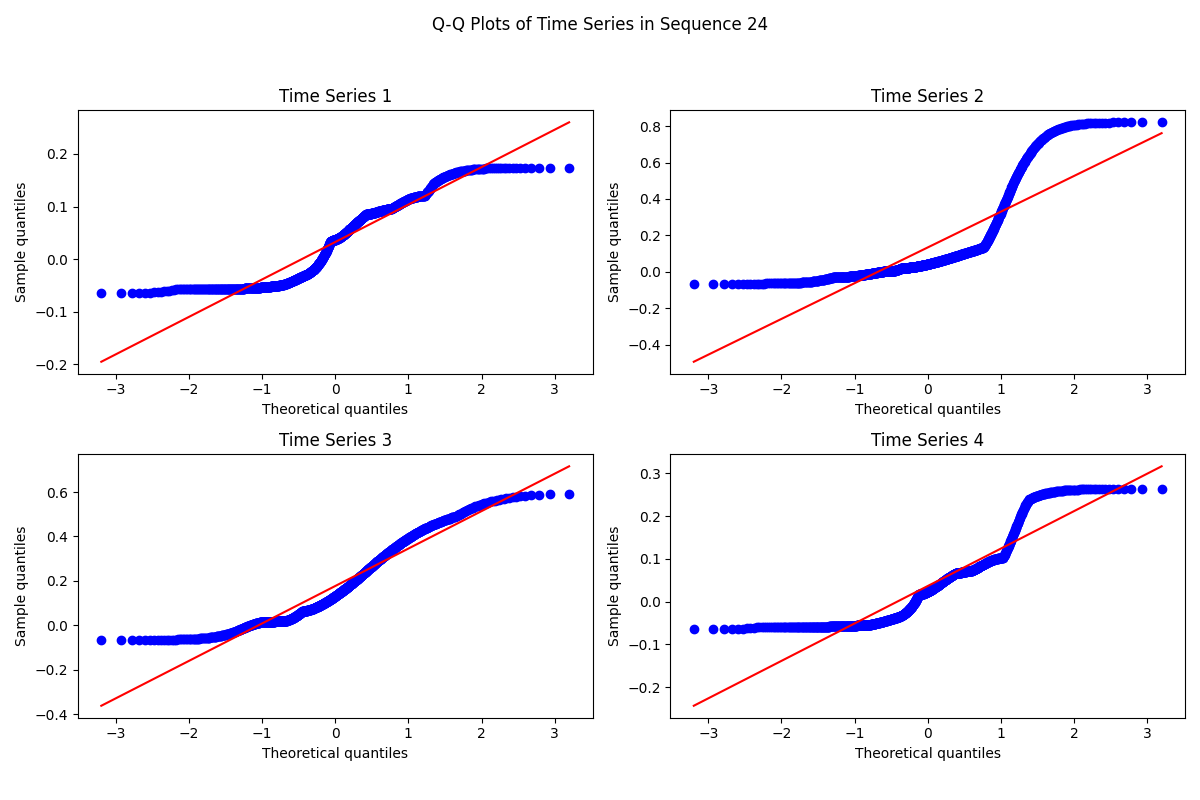 Q-Q Plots of Time Series in Sequence 24
Time Series 1
Sample quantiles
0.2
0.1
0.0
−0.1
−0.2
−3 −2 −1 0 1 2 3
Theoretical quantiles
Time Series 2
Sample quantiles
0.8
0.6
0.4
0.2
0.0
−0.2
−0.4
−3 −2 −1 0 1 2 3
Theoretical quantiles
Time Series 3
Sample quantiles
0.6
0.4
0.2
0.0
−0.2
−0.4
−3 −2 −1 0 1 2 3
Theoretical quantiles
Time Series 4
Sample quantiles
0.3
0.2
0.1
0.0
−0.1
−0.2
−3 −2 −1 0 1 2 3
Theoretical quantiles